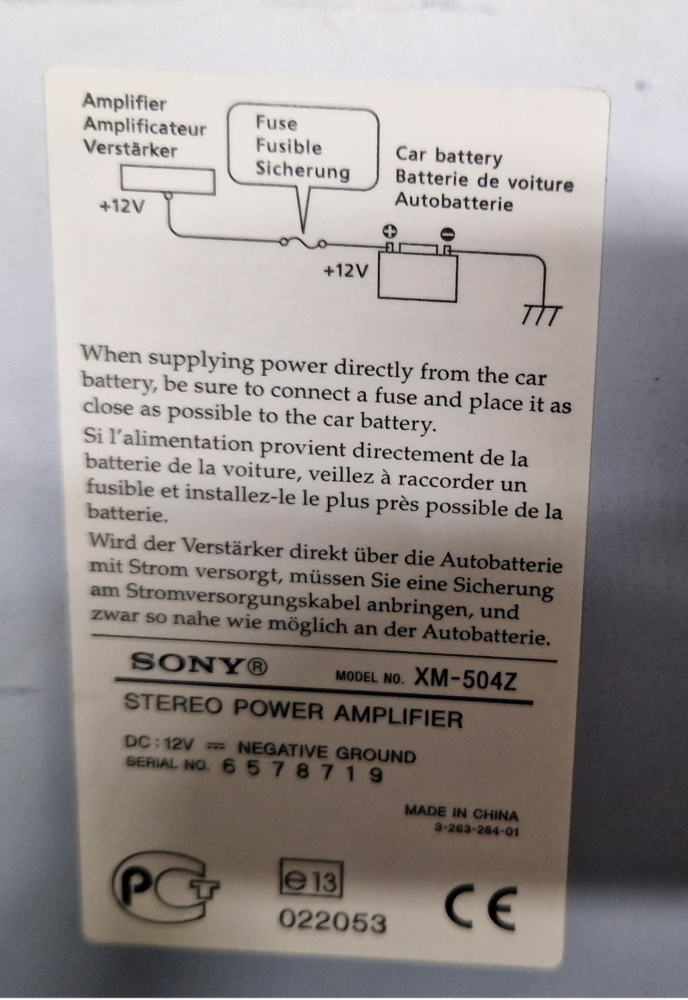 Amplifier
Amplificateur
Verstärker
+12V
Fuse
Fusible
Sicherung
Car battery
Batterie de voiture
Autobatterie
+12V
When supplying power directly from the car
battery, be sure to connect a fuse and place it as
close as possible to the car battery.
Si l'alimentation provient directement de la
batterie de la voiture, veillez à raccorder un
fusible et installez-le le plus près possible de la
batterie.
Wird der Verstärker direkt über die Autobatterie
mit Strom versorgt, müssen Sie eine Sicherung
am Stromversorgungskabel anbringen, und
zwar so nahe wie möglich an der Autobatterie.
SONY® MODEL NO. XM-504Z
STEREO POWER AMPLIFIER
DC : 12V ⎓ NEGATIVE GROUND
SERIAL NO. 6 5 7 8 7 1 9
MADE IN CHINA
3-263-284-01
PCT
e 13
022053
CE